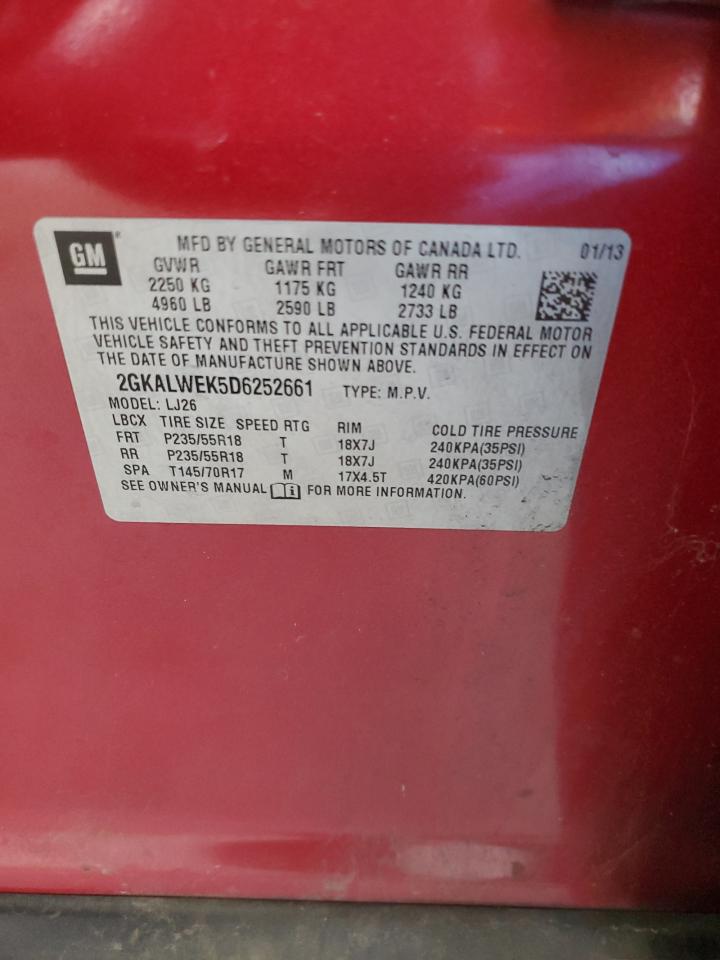 GM® MFD BY GENERAL MOTORS OF CANADA LTD. 01/13
GVWR GAWR FRT GAWR RR
2250 KG 1175 KG 1240 KG
4960 LB 2590 LB 2733 LB
THIS VEHICLE CONFORMS TO ALL APPLICABLE U.S. FEDERAL MOTOR
VEHICLE SAFETY AND THEFT PREVENTION STANDARDS IN EFFECT ON
THE DATE OF MANUFACTURE SHOWN ABOVE.
2GKALWEK5D6252661 TYPE: M.P.V.
MODEL: LJ26
LBCX TIRE SIZE SPEED RTG RIM COLD TIRE PRESSURE
FRT P235/55R18 T 18X7J 240KPA(35PSI)
RR P235/55R18 T 18X7J 240KPA(35PSI)
SPA T145/70R17 M 17X4.5T 420KPA(60PSI)
SEE OWNER'S MANUAL FOR MORE INFORMATION.